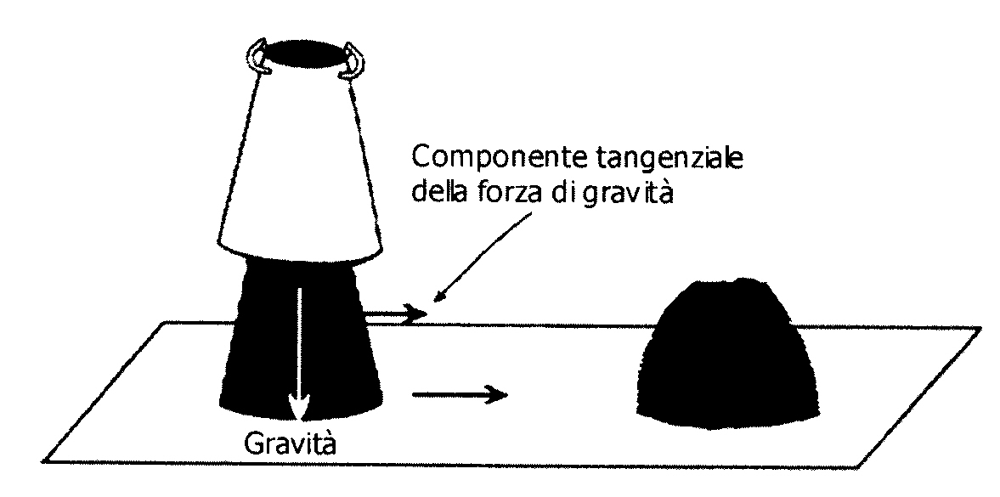 Componente tangenziale
della forza di gravità
Gravità